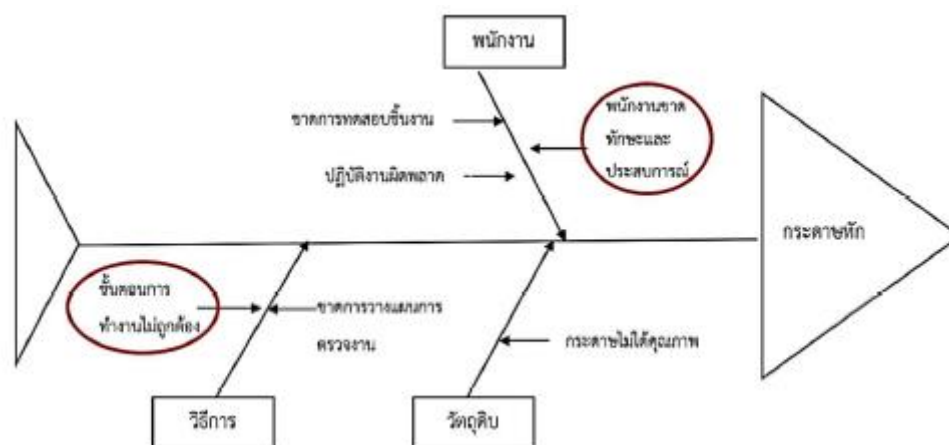 พนักงาน
ขาดการทดสอบชิ้นงาน
พนักงานขาด
ทักษะและ
ประสบการณ์
ปฏิบัติงานผิดพลาด
กระดาษทัก
ขั้นตอนการ
ทำงานไม่ถูกต้อง
ขาดการวางแผนการ
ตรวจงาน
กระดาษไม่ได้คุณภาพ
วิธีการ
วัตถุดิบ